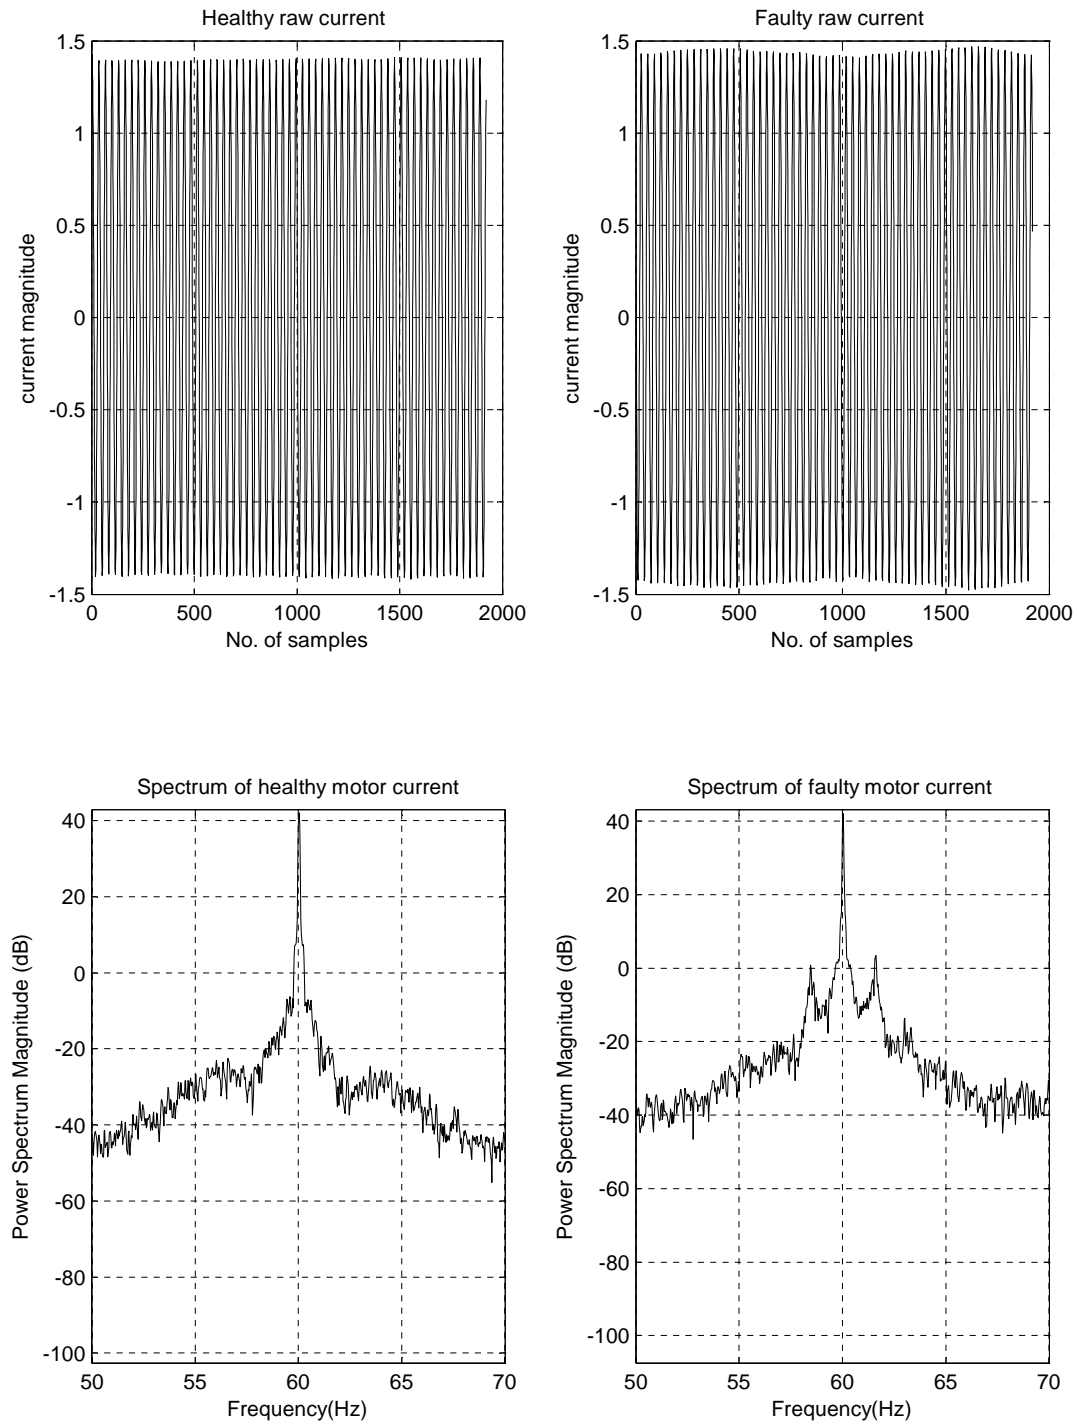 Healthy raw current
1.5
1
0.5
0
-0.5
-1
-1.5
current magnitude
0 500 1000 1500 2000
No. of samples
Faulty raw current
1.5
1
0.5
0
-0.5
-1
-1.5
current magnitude
0 500 1000 1500 2000
No. of samples
Spectrum of healthy motor current
40
20
0
-20
-40
-60
-80
-100
Power Spectrum Magnitude (dB)
50 55 60 65 70
Frequency(Hz)
Spectrum of faulty motor current
40
20
0
-20
-40
-60
-80
-100
Power Spectrum Magnitude (dB)
50 55 60 65 70
Frequency(Hz)